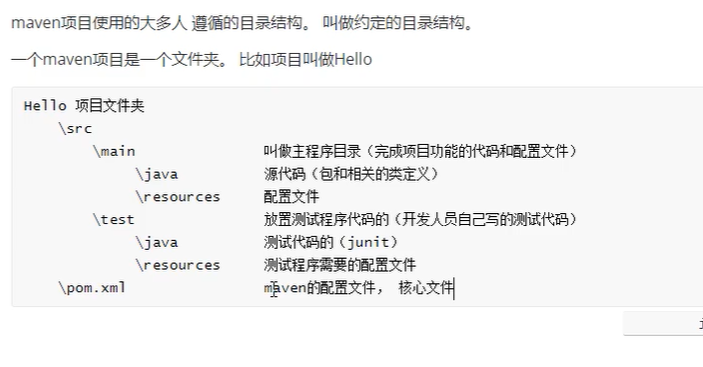 maven项目使用的大多人 遵循的目录结构。 叫做约定的目录结构。
一个maven项目是一个文件夹。 比如项目叫做Hello
Hello 项目文件夹
\src
\main 叫做主程序目录（完成项目功能的代码和配置文件）
\java 源代码（包和相关的类定义）
\resources 配置文件
\test 放置测试程序代码的（开发人员自己写的测试代码）
\java 测试代码的（junit）
\resources 测试程序需要的配置文件
\pom.xml maven的配置文件， 核心文件